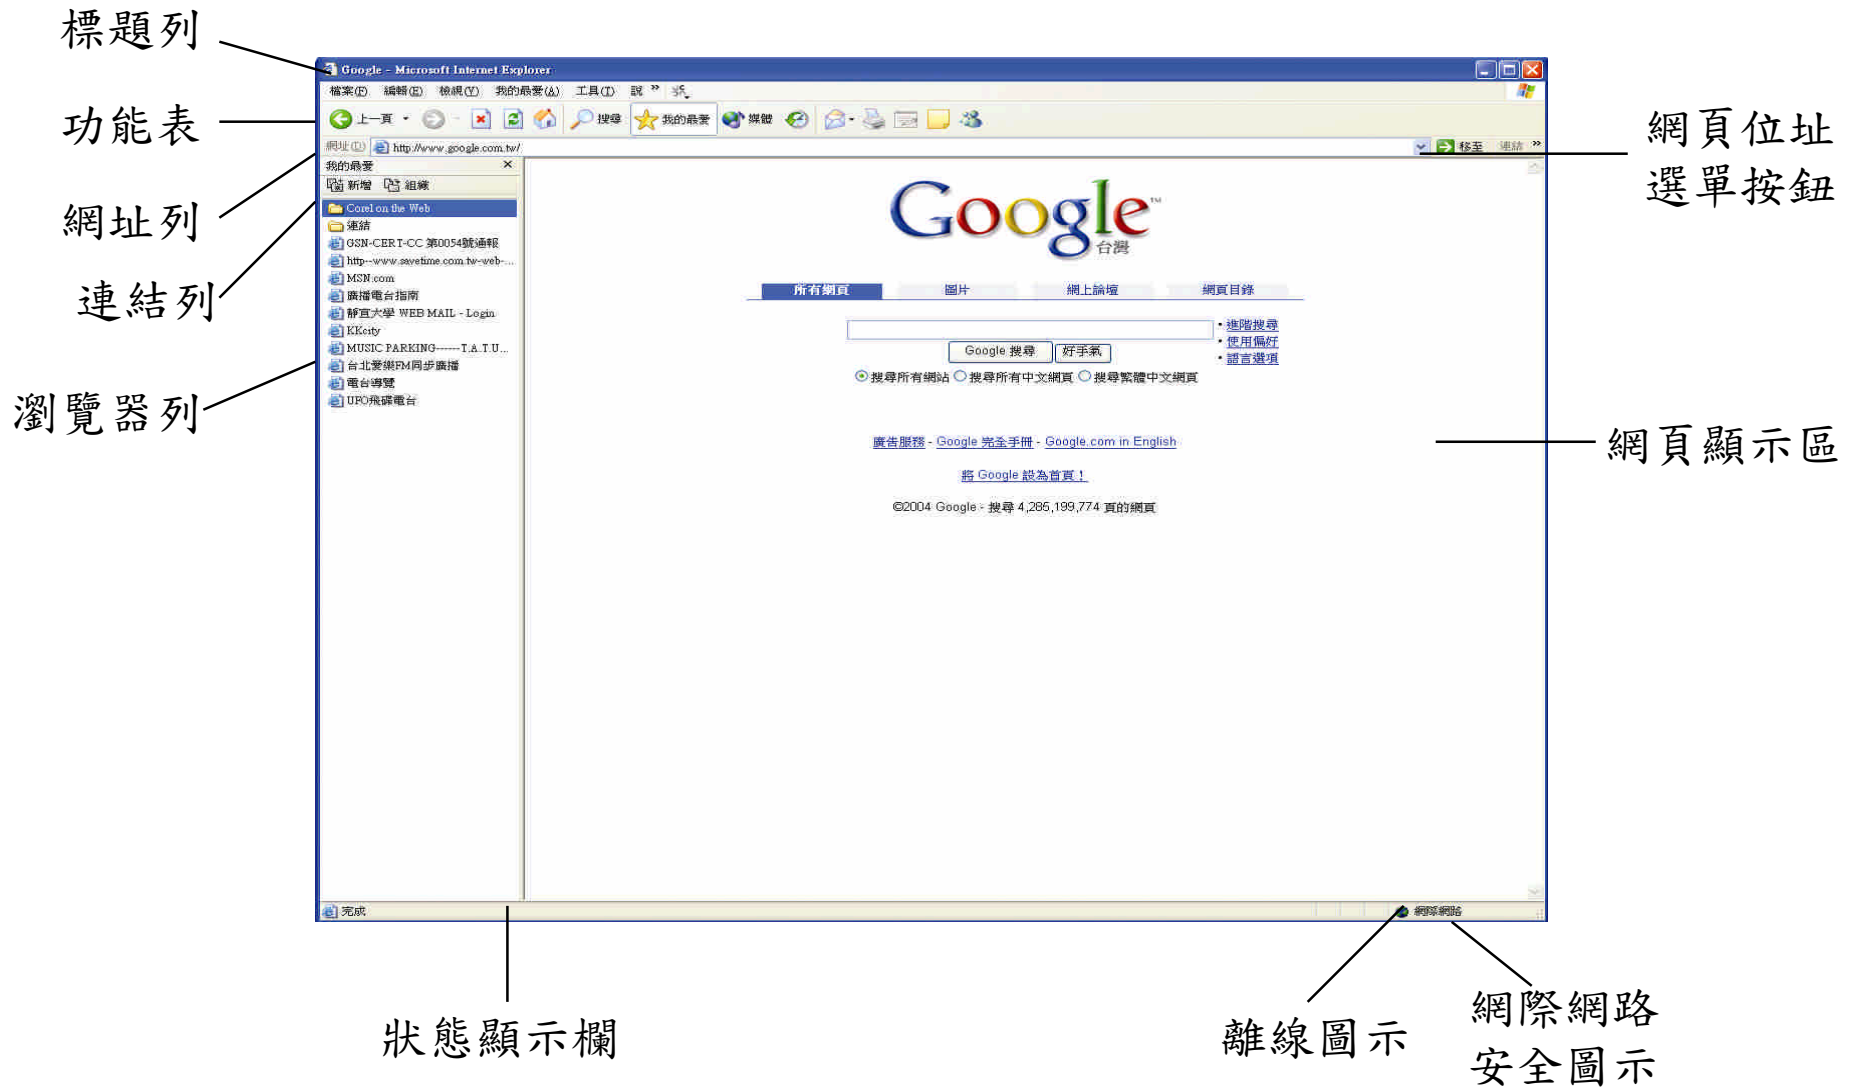 標題列
功能表
網址列
連結列
瀏覽器列
Google - Microsoft Internet Explorer
檔案(F) 編輯(E) 檢視(V) 我的最愛(A) 工具(T) 說 »
上一頁 搜尋 我的最愛 媒體
網址(D) http://www.google.com.tw/ 移至 連結 »
我的最愛 ×
新增 組織
Corel on the Web
連結
GSN-CERT-CC 第0054號通報
http--www.savetime.com.tw-web-...
MSN.com
廣播電台指南
靜宜大學 WEB MAIL - Login
KKcity
MUSIC PARKING------T.A.T.U...
台北愛樂FM同步廣播
電台導覽
UFO飛碟電台
Google™
台灣
所有網頁 圖片 網上論壇 網頁目錄
・進階搜尋
・使用偏好
・語言選項
Google 搜尋 好手氣
搜尋所有網站 搜尋所有中文網頁 搜尋繁體中文網頁
廣告服務 - Google 完全手冊 - Google.com in English
將 Google 設為首頁！
©2004 Google - 搜尋 4,285,199,774 頁的網頁
完成 網際網路
網頁位址
選單按鈕
網頁顯示區
狀態顯示欄
離線圖示
網際網路
安全圖示